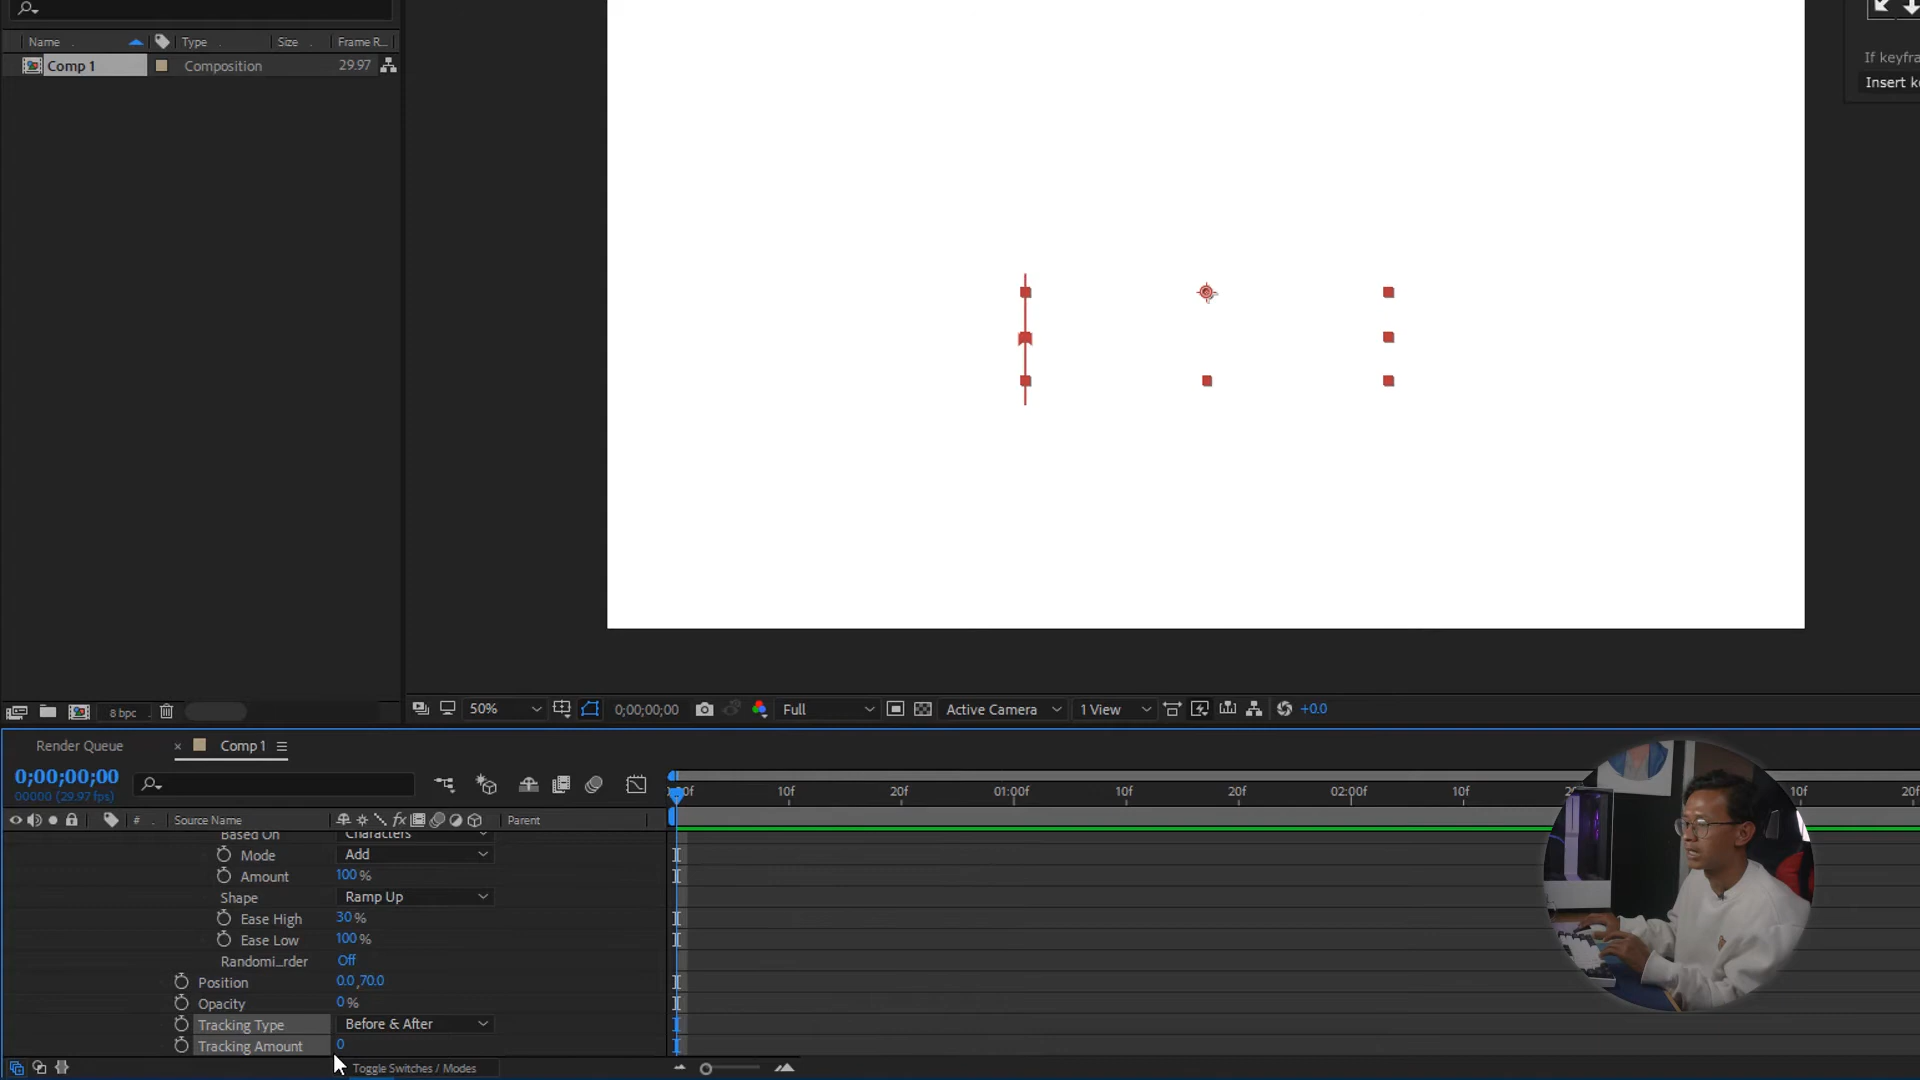 Name
Type
Size
Frame R...
Comp 1
Composition
29.97
If keyfra
Insert k
8 bpc
50%
0;00;00;00
Full
Active Camera
1 View
+0.0
Render Queue
Comp 1
0;00;00;00
00000 (29.97 fps)
:00f
10f
20f
01:00f
10f
20f
02:00f
10f
10f
20f
#
Source Name
fx
Parent
Based On
Characters
Mode
Add
Amount
100 %
Shape
Ramp Up
Ease High
30 %
Ease Low
100 %
Randomi...rder
Off
Position
0.0 ,70.0
Opacity
0 %
Tracking Type
Before & After
Tracking Amount
0
Toggle Switches / Modes